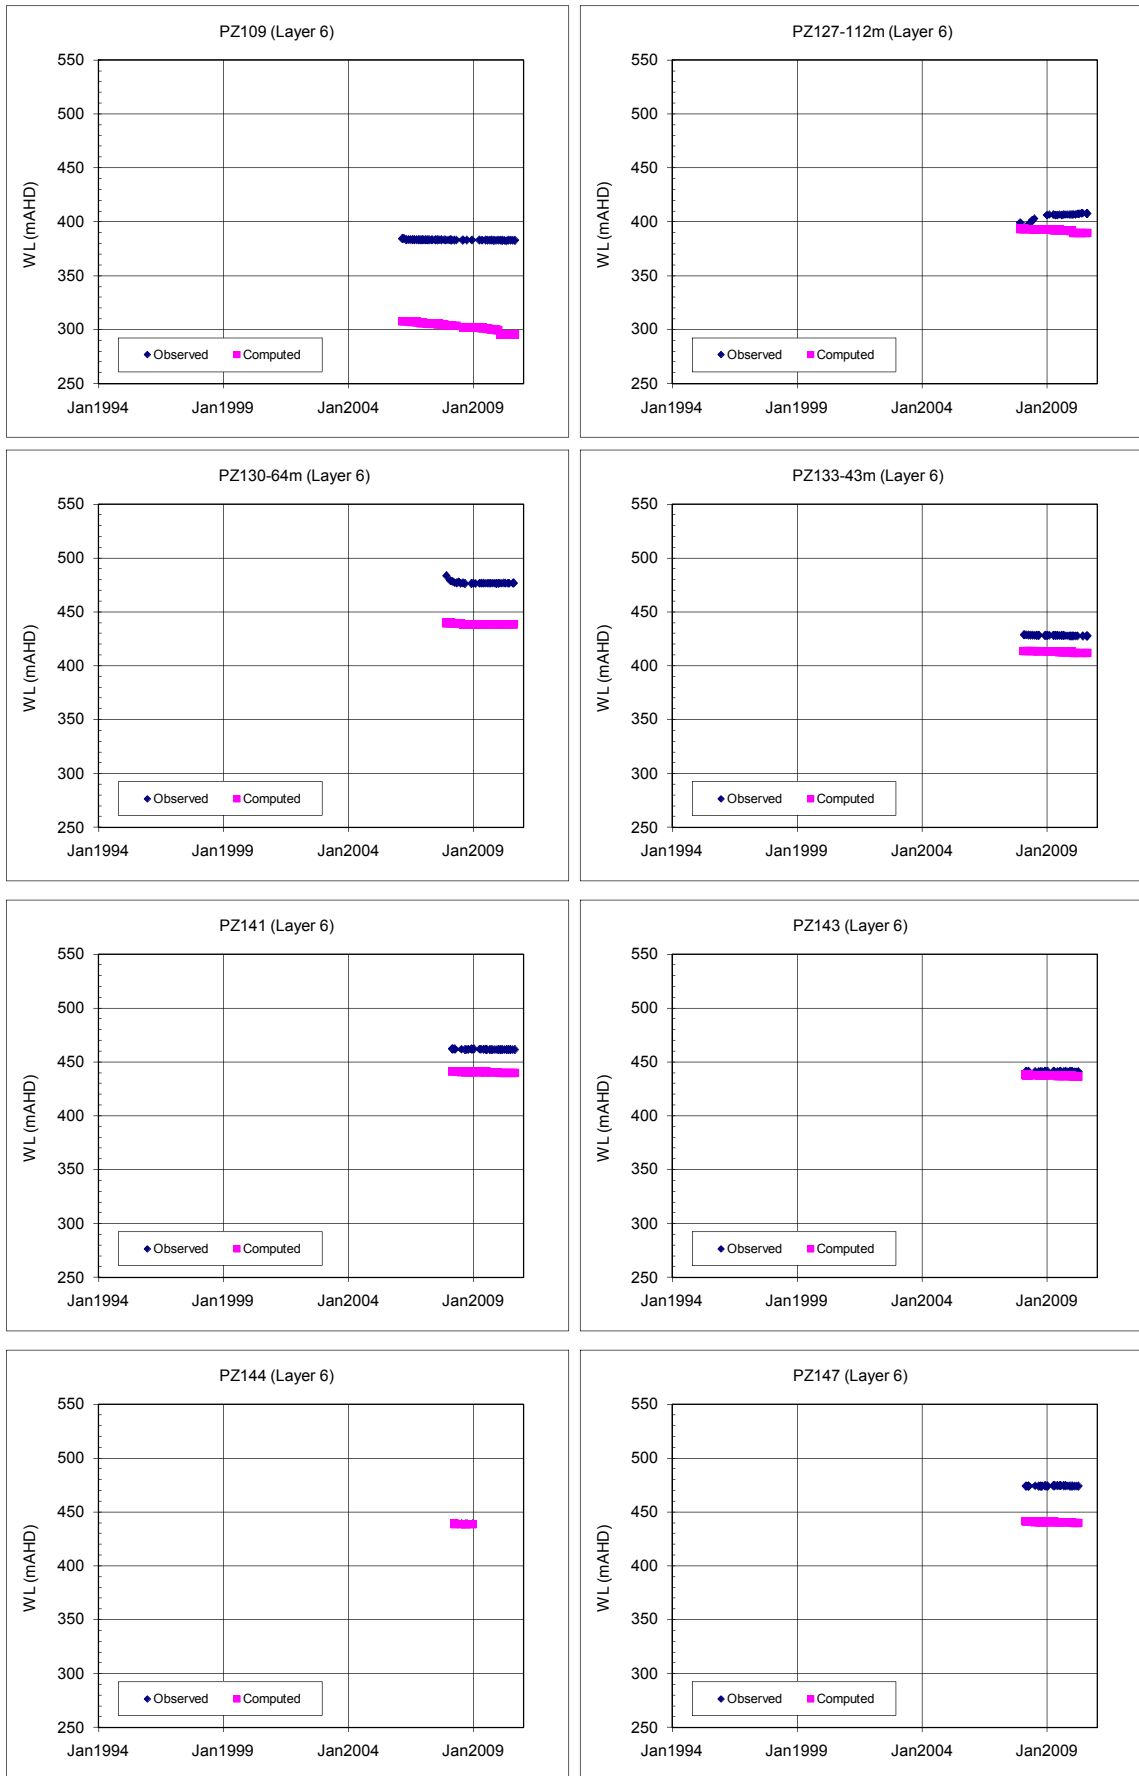 PZ109 (Layer 6)
550
500
450
400
350
300
250
WL (mAHD)
Observed Computed
Jan1994 Jan1999 Jan2004 Jan2009
PZ127-112m (Layer 6)
550
500
450
400
350
300
250
WL (mAHD)
Observed Computed
Jan1994 Jan1999 Jan2004 Jan2009
PZ130-64m (Layer 6)
550
500
450
400
350
300
250
WL (mAHD)
Observed Computed
Jan1994 Jan1999 Jan2004 Jan2009
PZ133-43m (Layer 6)
550
500
450
400
350
300
250
WL (mAHD)
Observed Computed
Jan1994 Jan1999 Jan2004 Jan2009
PZ141 (Layer 6)
550
500
450
400
350
300
250
WL (mAHD)
Observed Computed
Jan1994 Jan1999 Jan2004 Jan2009
PZ143 (Layer 6)
550
500
450
400
350
300
250
WL (mAHD)
Observed Computed
Jan1994 Jan1999 Jan2004 Jan2009
PZ144 (Layer 6)
550
500
450
400
350
300
250
WL (mAHD)
Observed Computed
Jan1994 Jan1999 Jan2004 Jan2009
PZ147 (Layer 6)
550
500
450
400
350
300
250
WL (mAHD)
Observed Computed
Jan1994 Jan1999 Jan2004 Jan2009